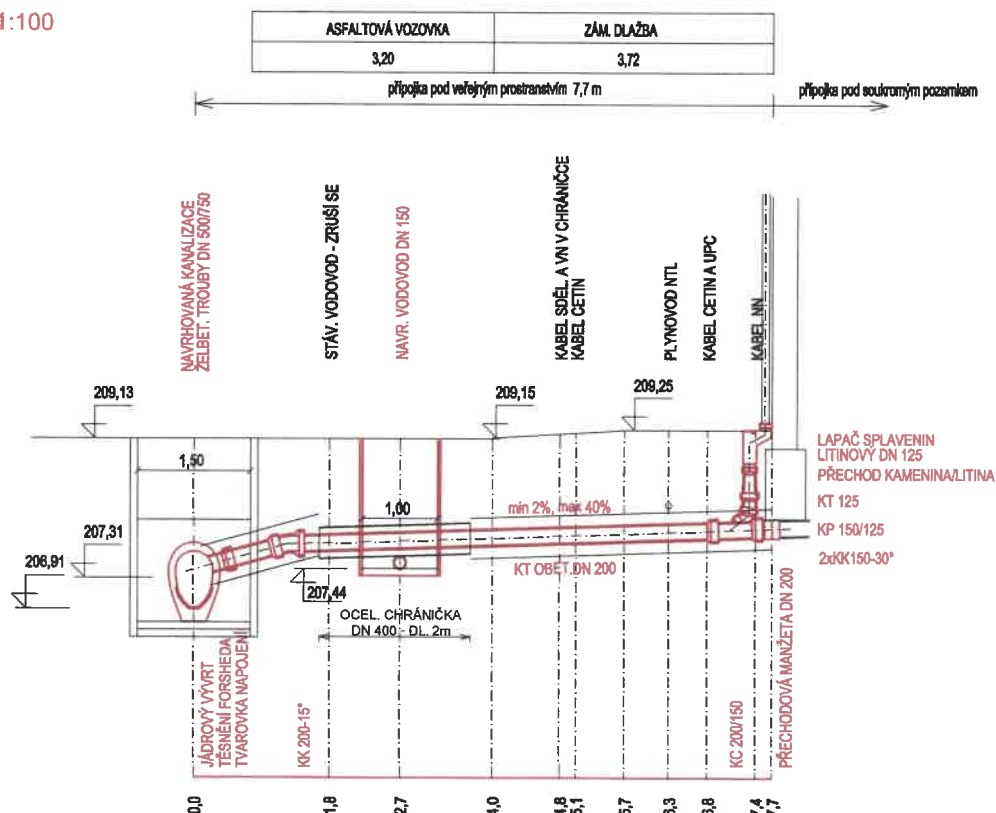 1:100
ASFALTOVÁ VOZOVKA
ZÁM. DLAŽBA
3,20
3,72
přípojka pod veřejným prostranstvím 7,7 m
přípojka pod soukromým pozemkem
NAVRHOVANÁ KANALIZACE
ŽELBET. TROUBY DN 500/750
STÁV. VODOVOD - ZRUŠÍ SE
NAVR. VODOVOD DN 150
KABEL SDĚL. A VN V CHRÁNIČCE
KABEL CETIN
PLYNOVOD NTL
KABEL CETIN A UPC
KABEL NN
209,13
209,15
209,25
1,50
1,00
min 2%, max 40%
207,31
206,91
207,44
KT OBET. DN 200
OCEL. CHRÁNIČKA
DN 400 - DL. 2m
LAPAČ SPLAVENIN
LITINOVÝ DN 125
PŘECHOD KAMENINA/LITINA
KT 125
KP 150/125
2xKK150-30°
JÁDROVÝ VÝVRT
TĚSNĚNÍ FORSHEDA
TVAROVKA NAPOJENÍ
KK 200-15°
KC 200/150
PŘECHODOVÁ MANŽETA DN 200
0,0
1,8
2,7
4,0
4,8
5,1
5,7
6,3
6,8
7,4
7,7